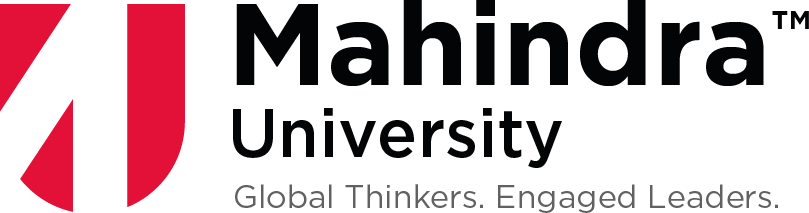 Mahindra™
University
Global Thinkers. Engaged Leaders.